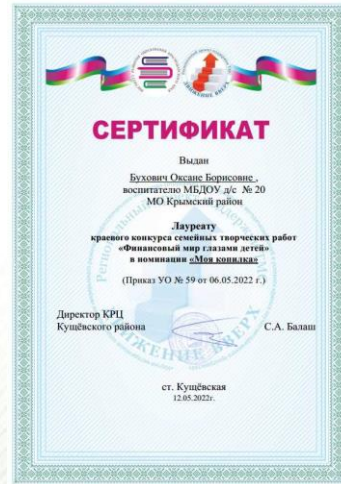 СЕРТИФИКАТ
Выдан
Бухович Оксане Борисовне ,
воспитателю МБДОУ д/с № 20
МО Крымский район
Лауреату
краевого конкурса семейных творческих работ
«Финансовый мир глазами детей»
в номинации «Моя копилка»
(Приказ УО № 59 от 06.05.2022 г.)
Директор КРЦ
Кущёвского района
С.А. Балаш
ДВИЖЕНИЕ ВВЕРХ
ст. Кущёвская
12.05.2022г.